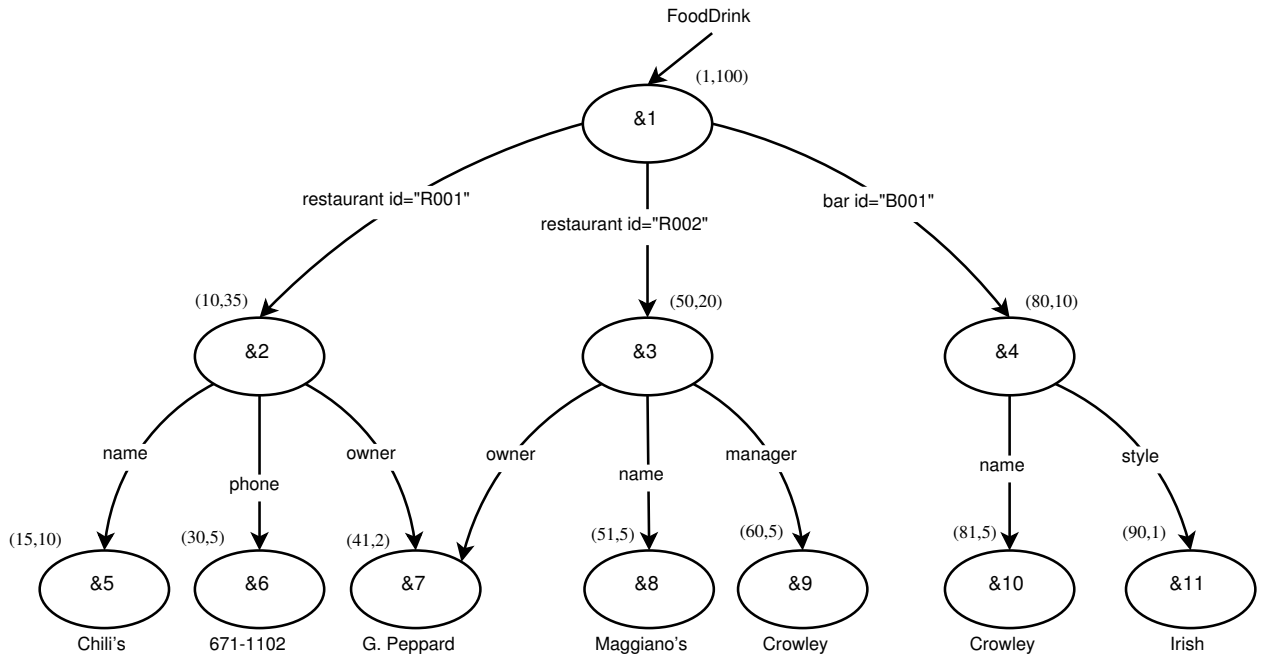 FoodDrink
(1,100)
&1
restaurant id="R001"
restaurant id="R002"
bar id="B001"
(10,35)
(50,20)
(80,10)
&2
&3
&4
name
phone
owner
owner
name
manager
name
style
(15,10)
(30,5)
(41,2)
(51,5)
(60,5)
(81,5)
(90,1)
&5
&6
&7
&8
&9
&10
&11
Chili's
671-1102
G. Peppard
Maggiano's
Crowley
Crowley
Irish